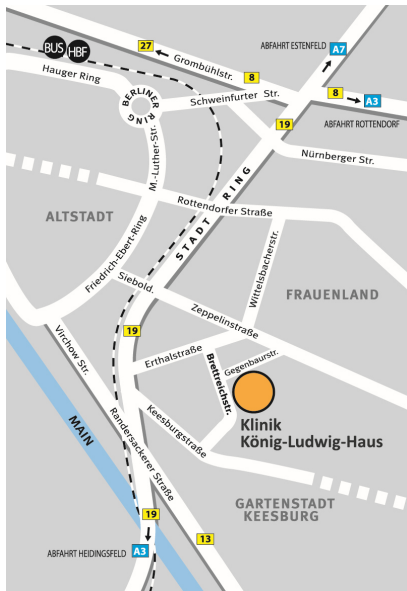 BUS
HBF
27
Grombühlstr.
8
ABFAHRT ESTENFELD
A7
8
A3
ABFAHRT ROTTENDORF
Hauger Ring
BERLINER
RING
Schweinfurter Str.
19
Nürnberger Str.
M.-Luther-Str.
ALTSTADT
Rottendorfer Straße
STADT RING
Friedrich-Ebert-Ring
Siebold.
Wittelsbacherstr.
FRAUENLAND
Zeppelinstraße
19
Virchow Str.
Erthalstraße
Gegenbaurstr.
Brettreichstr.
Klinik
König-Ludwig-Haus
MAIN
Keesburgstraße
Randersackerer Straße
GARTENSTADT
KEESBURG
19
13
ABFAHRT HEIDINGSFELD
A3